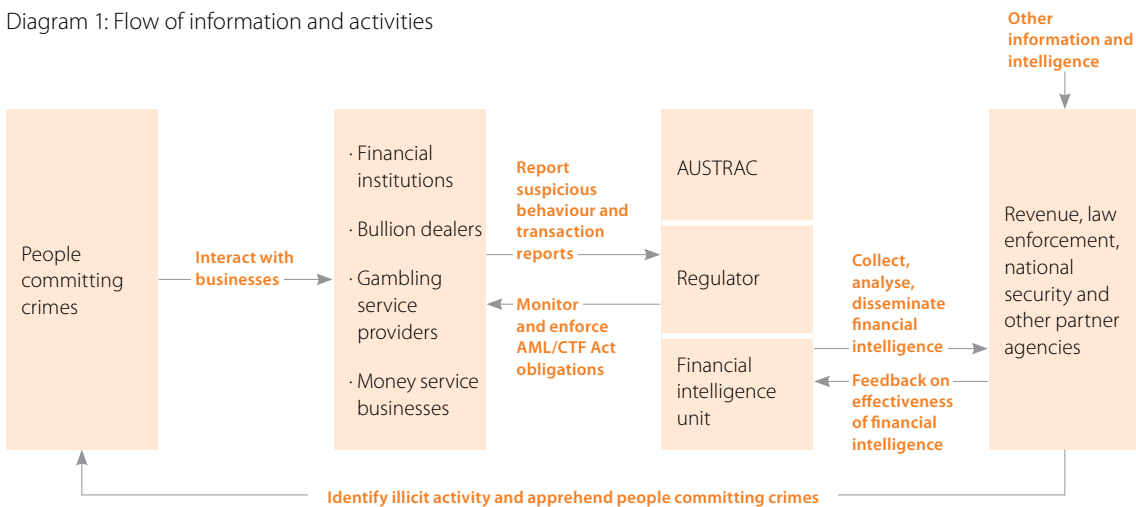 Diagram 1: Flow of information and activities
Other
information and
intelligence
People
committing
crimes
Interact with
businesses
· Financial
institutions
· Bullion dealers
· Gambling
service
providers
· Money service
businesses
Report
suspicious
behaviour and
transaction
reports
Monitor
and enforce
AML/CTF Act
obligations
AUSTRAC
Regulator
Financial
intelligence
unit
Collect,
analyse,
disseminate
financial
intelligence
Feedback on
effectiveness
of financial
intelligence
Revenue, law
enforcement,
national
security and
other partner
agencies
Identify illicit activity and apprehend people committing crimes